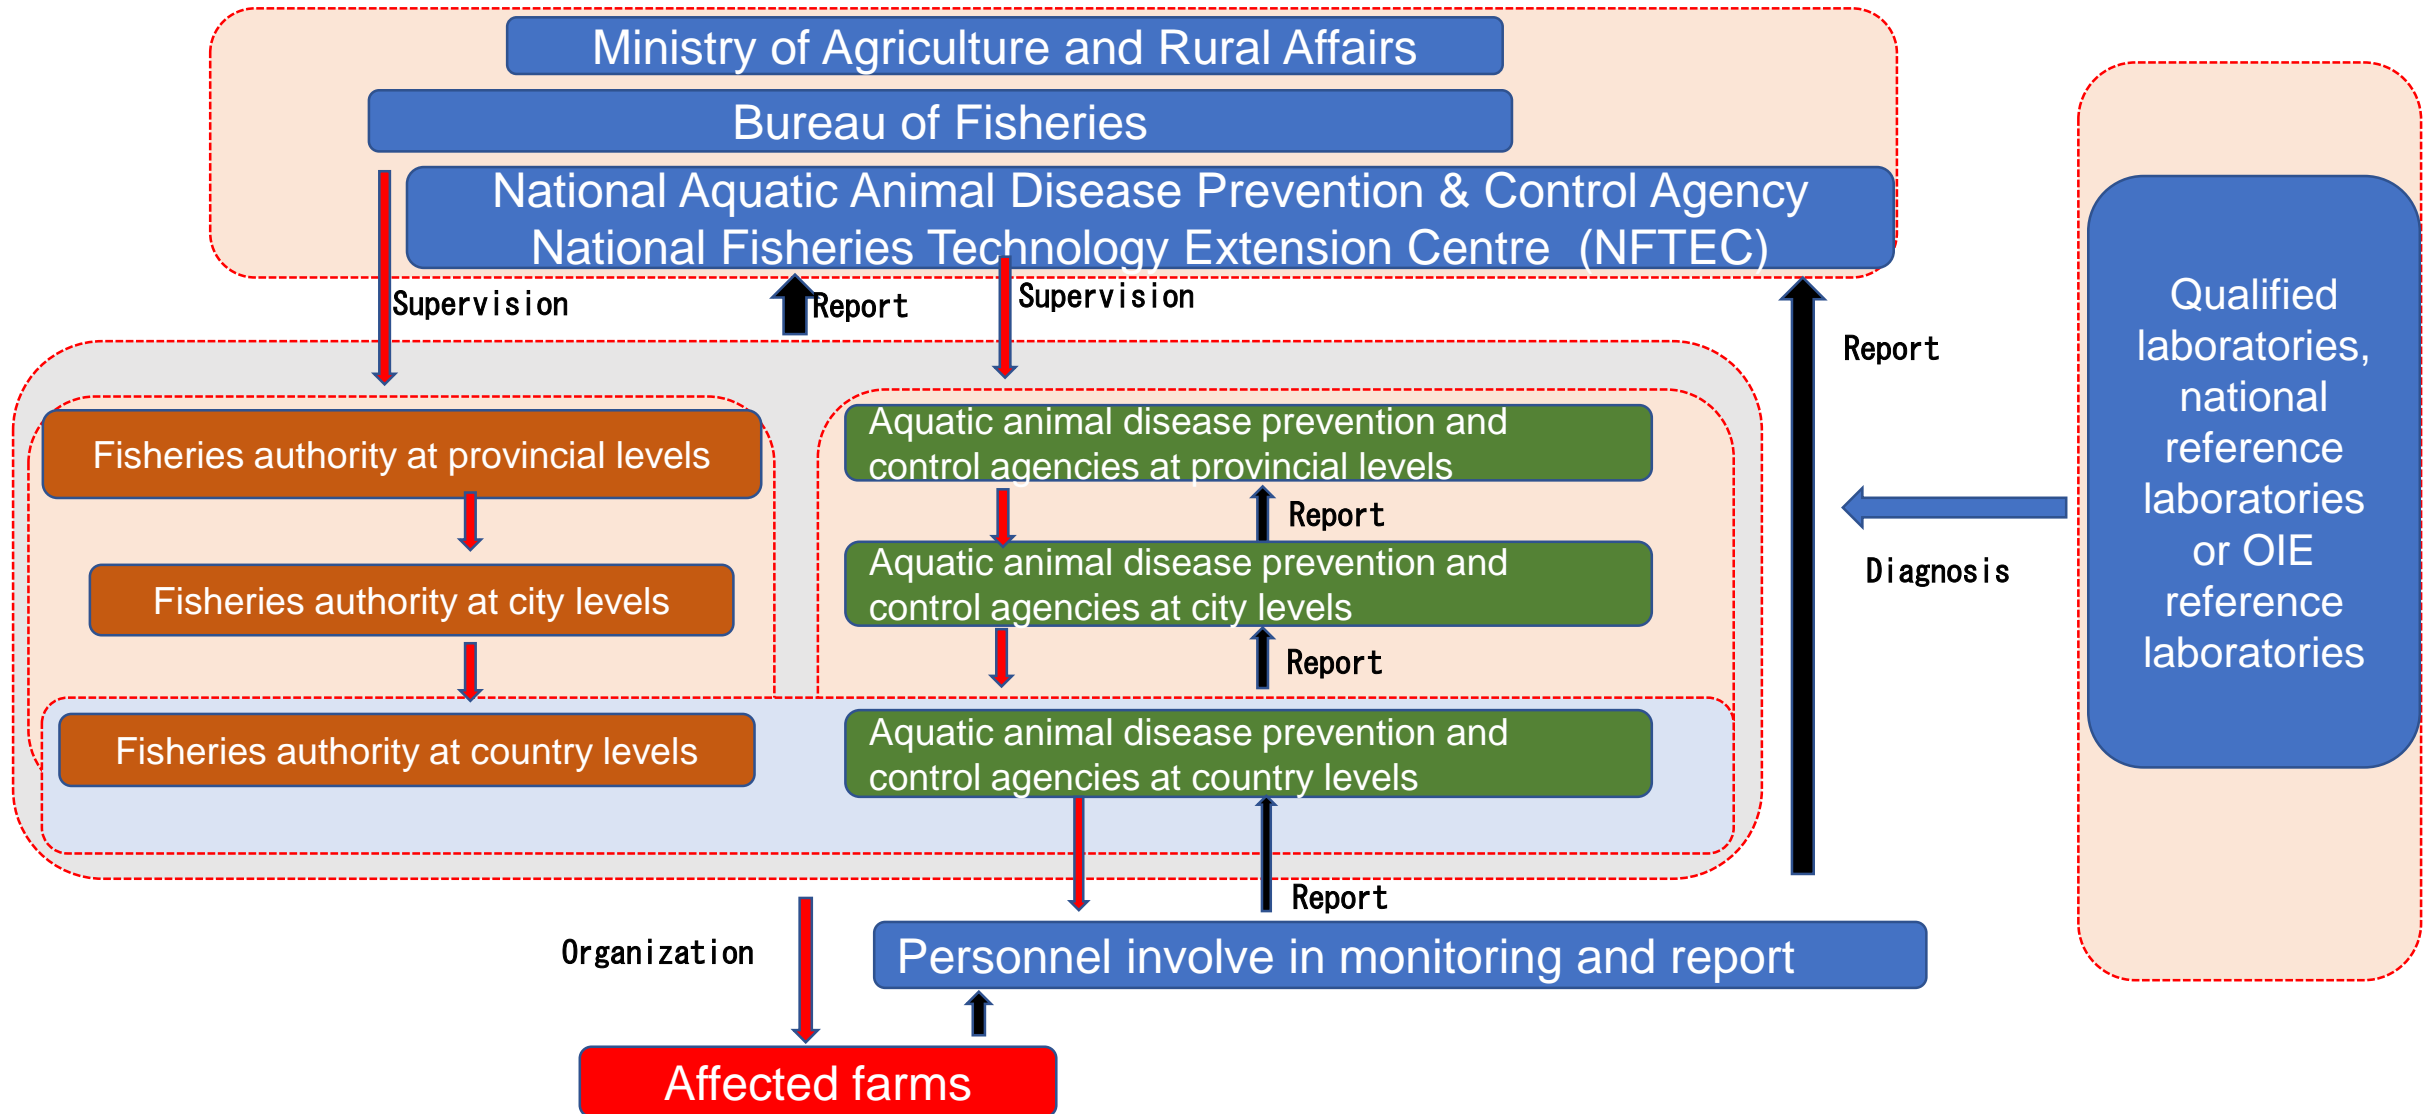 Ministry of Agriculture and Rural Affairs
Bureau of Fisheries
National Aquatic Animal Disease Prevention & Control Agency
National Fisheries Technology Extension Centre (NFTEC)
Supervision
Report
Supervision
Report
Fisheries authority at provincial levels
Aquatic animal disease prevention and
control agencies at provincial levels
Report
Fisheries authority at city levels
Aquatic animal disease prevention and
control agencies at city levels
Report
Fisheries authority at country levels
Aquatic animal disease prevention and
control agencies at country levels
Report
Organization
Personnel involve in monitoring and report
Affected farms
Diagnosis
Qualified
laboratories,
national
reference
laboratories
or OIE
reference
laboratories